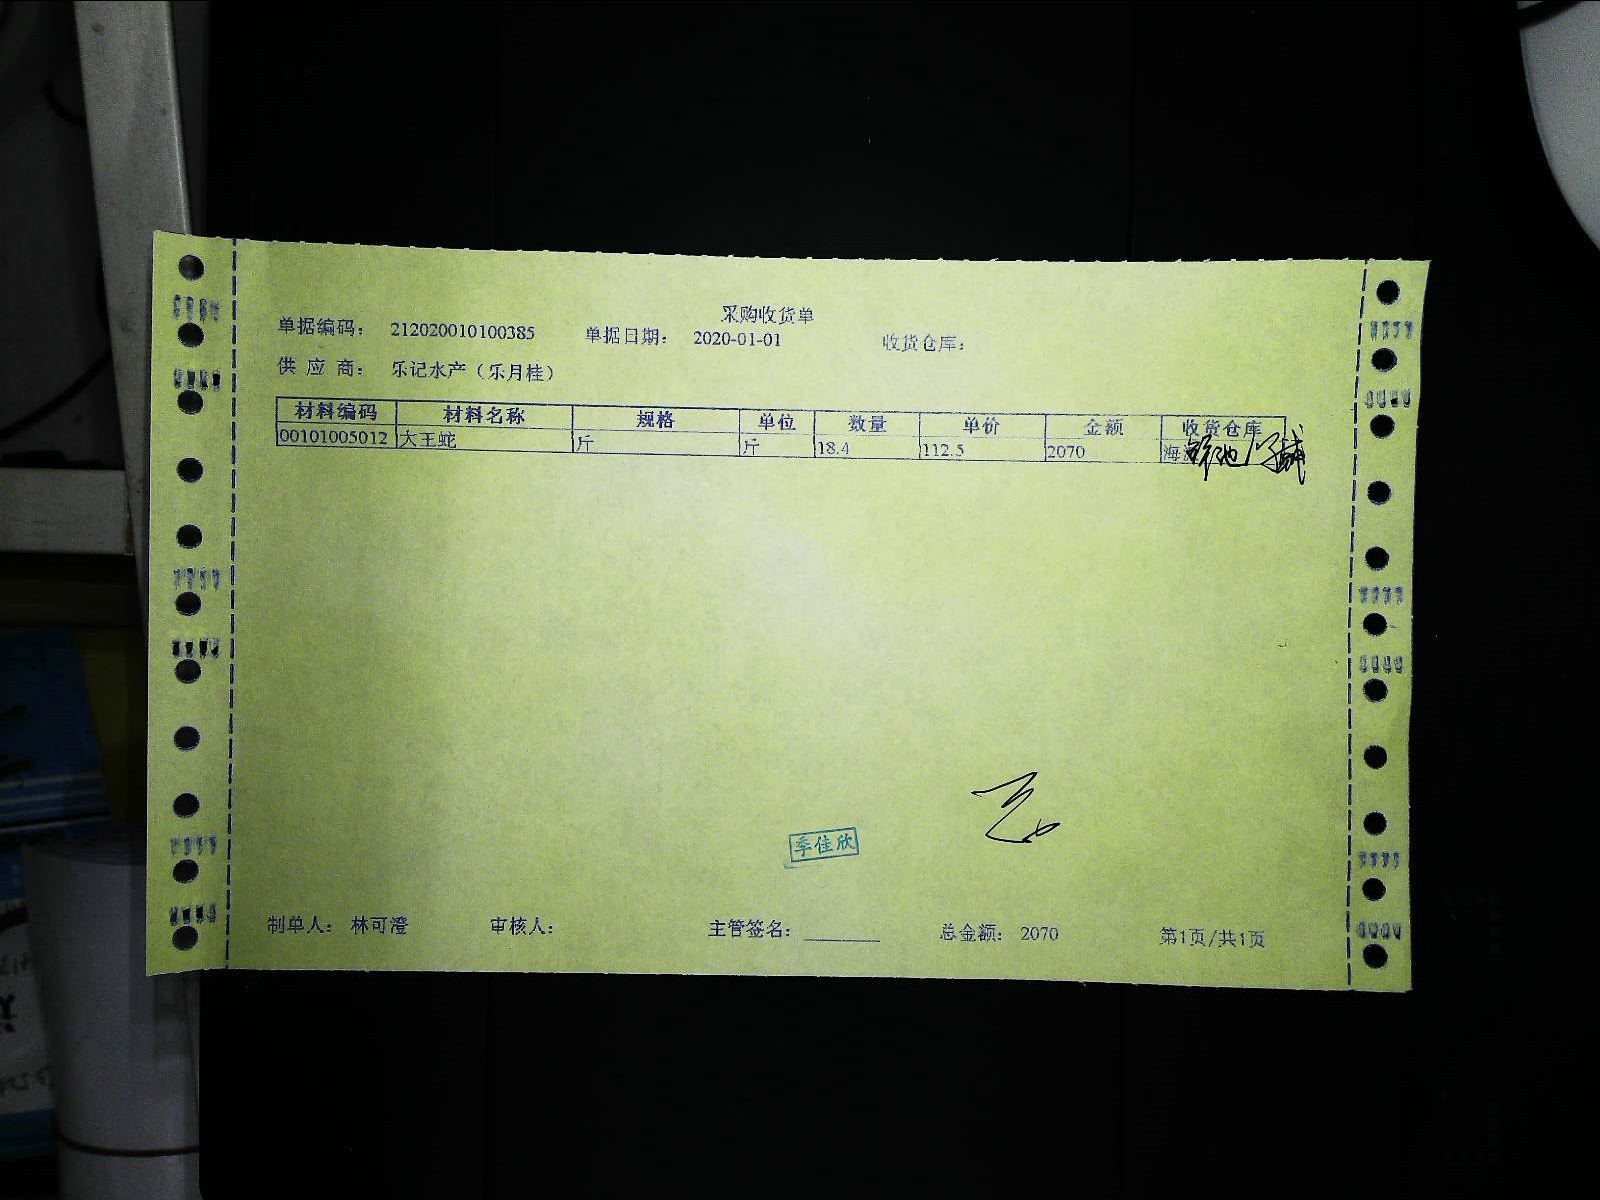 采购收货单
单据编码： 212020010100385 单据日期： 2020-01-01 收货仓库：
供 应 商： 乐记水产（乐月桂）
材料编码 材料名称 规格 单位 数量 单价 金额 收货仓库
00101005012 大王蛇 斤 斤 18.4 112.5 2070 海
季佳欣
制单人： 林可澄 审核人： 主管签名： ________ 总金额： 2070 第1页/共1页